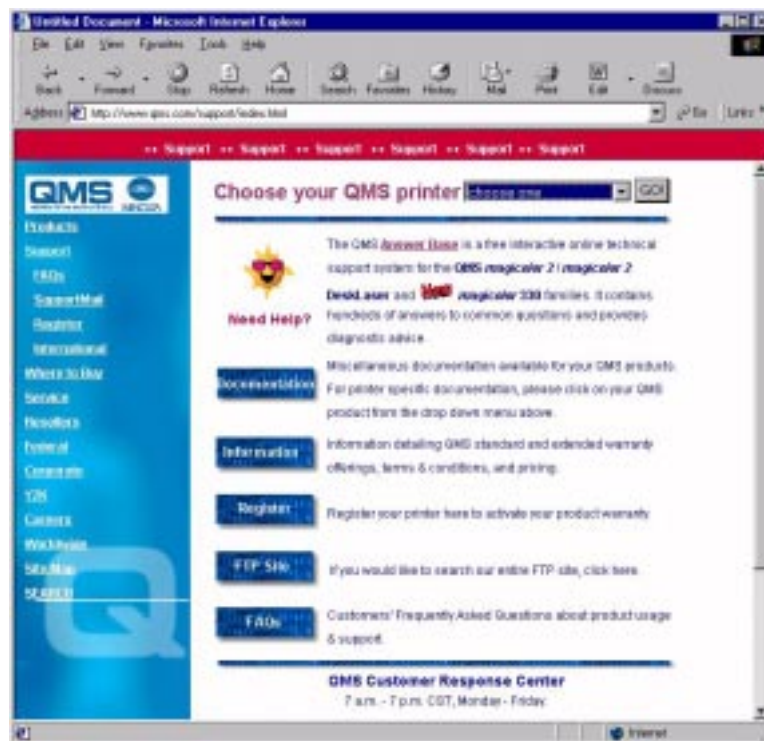 Untitled Document - Microsoft Internet Explorer
File Edit View Favorites Tools Help
Back Forward Stop Refresh Home Search Favorites History Mail Print Edit Discuss
Address http://www.qms.com/support/index.html Go Links
•• Support •• Support •• Support •• Support •• Support •• Support
QMS MINOLTA
Choose your QMS printer choose one GO!
Products
Support
FAQs
SupportMail
Register
International
Where to Buy
Service
Resellers
Federal
Corporate
Y2K
Careers
Worldwide
Site Map
SEARCH
Q
Need Help?
The QMS Answer Base is a free interactive online technical
support system for the QMS magicolor 2 / magicolor 2
DeskLaser and New magicolor 330 families. It contains
hundreds of answers to common questions and provides
diagnostic advice.
Documentation
Miscellaneous documentation available for your QMS products.
For printer specific documentation, please click on your QMS
product from the drop down menu above.
Information
Information detailing QMS standard and extended warranty
offerings, terms & conditions, and pricing.
Register
Register your printer here to activate your product warranty
FTP Site
If you would like to search our entire FTP site, click here.
FAQs
Customers' Frequently Asked Questions about product usage
& support.
QMS Customer Response Center
7 a.m. - 7 p.m. CST, Monday - Friday.
Internet